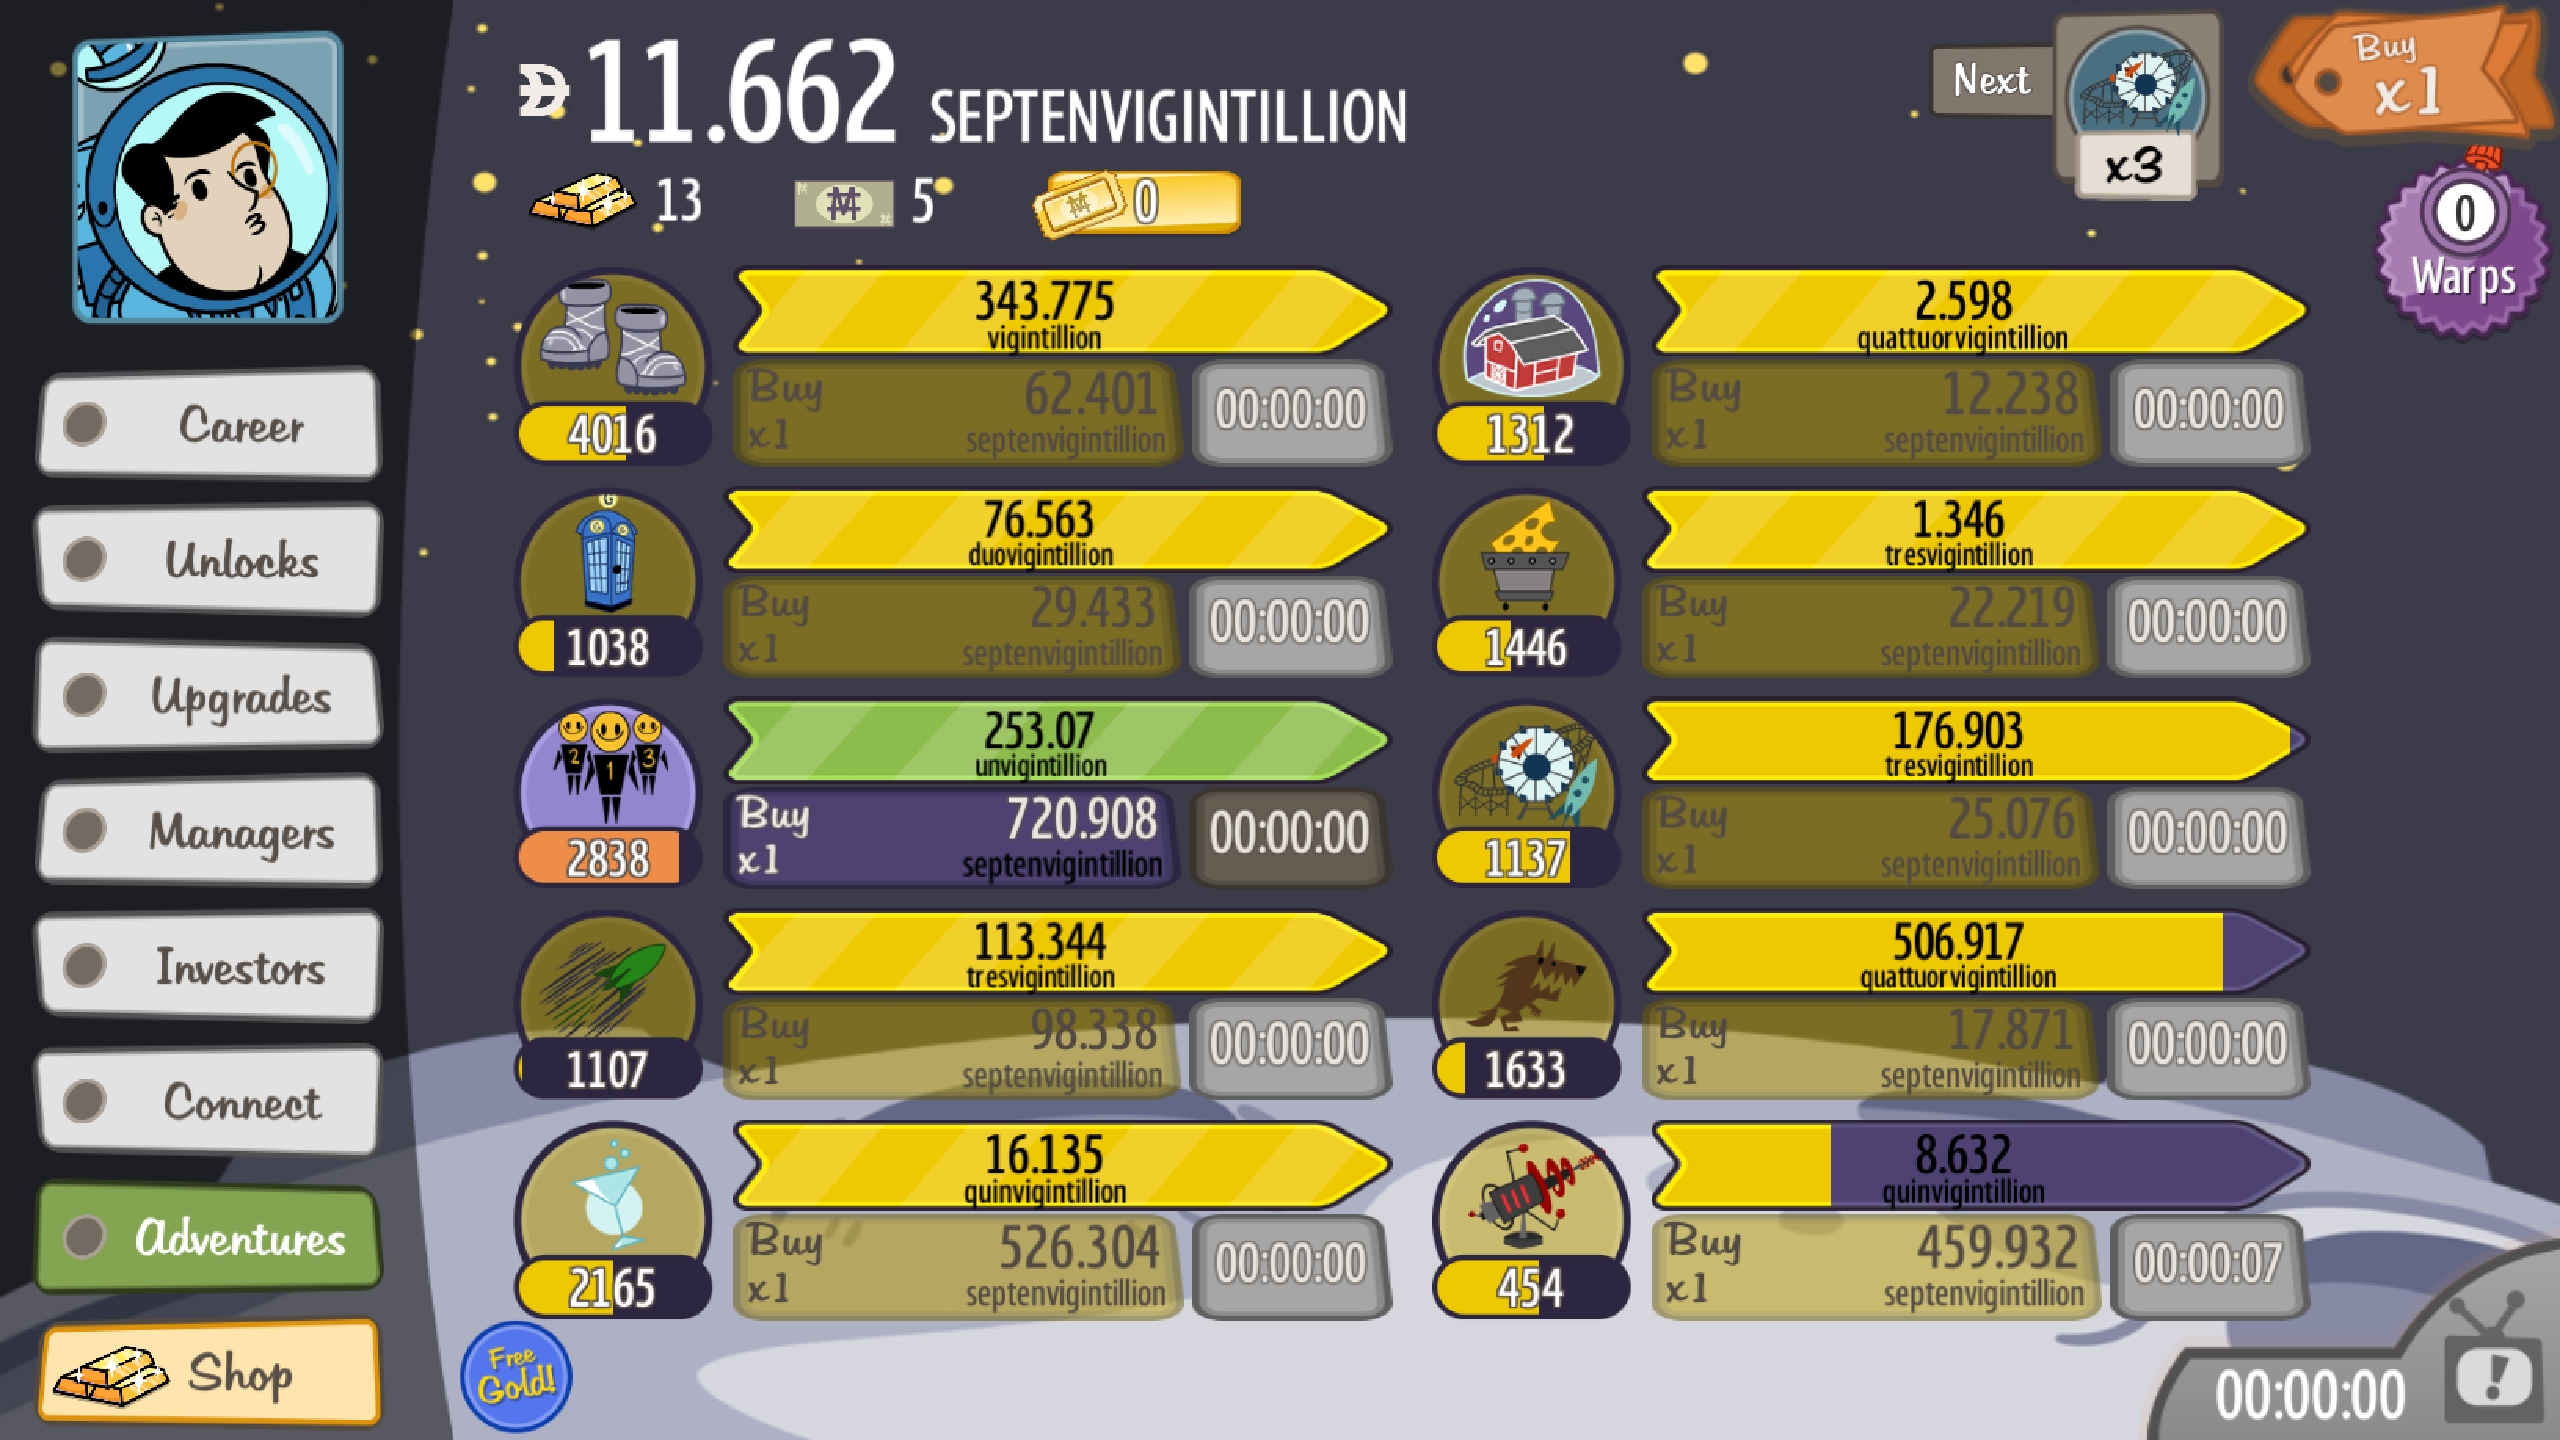 11.662 SEPTENVIGINTILLION
Next
x3
Buy
x1
13
5
0
0
Warps
Career
Unlocks
Upgrades
Managers
Investors
Connect
Adventures
Shop
343.775
vigintillion
4016
Buy
x1
62.401
septenvigintillion
00:00:00
2.598
quattuorvigintillion
1312
Buy
x1
12.238
septenvigintillion
00:00:00
G
G G
76.563
duovigintillion
1038
Buy
x1
29.433
septenvigintillion
00:00:00
1.346
tresvigintillion
1446
Buy
x1
22.219
septenvigintillion
00:00:00
2 1 3
253.07
unvigintillion
2838
Buy
x1
720.908
septenvigintillion
00:00:00
176.903
tresvigintillion
1137
Buy
x1
25.076
septenvigintillion
00:00:00
113.344
tresvigintillion
1107
Buy
x1
98.338
septenvigintillion
00:00:00
506.917
quattuorvigintillion
1633
Buy
x1
17.871
septenvigintillion
00:00:00
16.135
quinvigintillion
2165
Buy
x1
526.304
septenvigintillion
00:00:00
8.632
quinvigintillion
454
Buy
x1
459.932
septenvigintillion
00:00:07
Free
Gold!
00:00:00
!